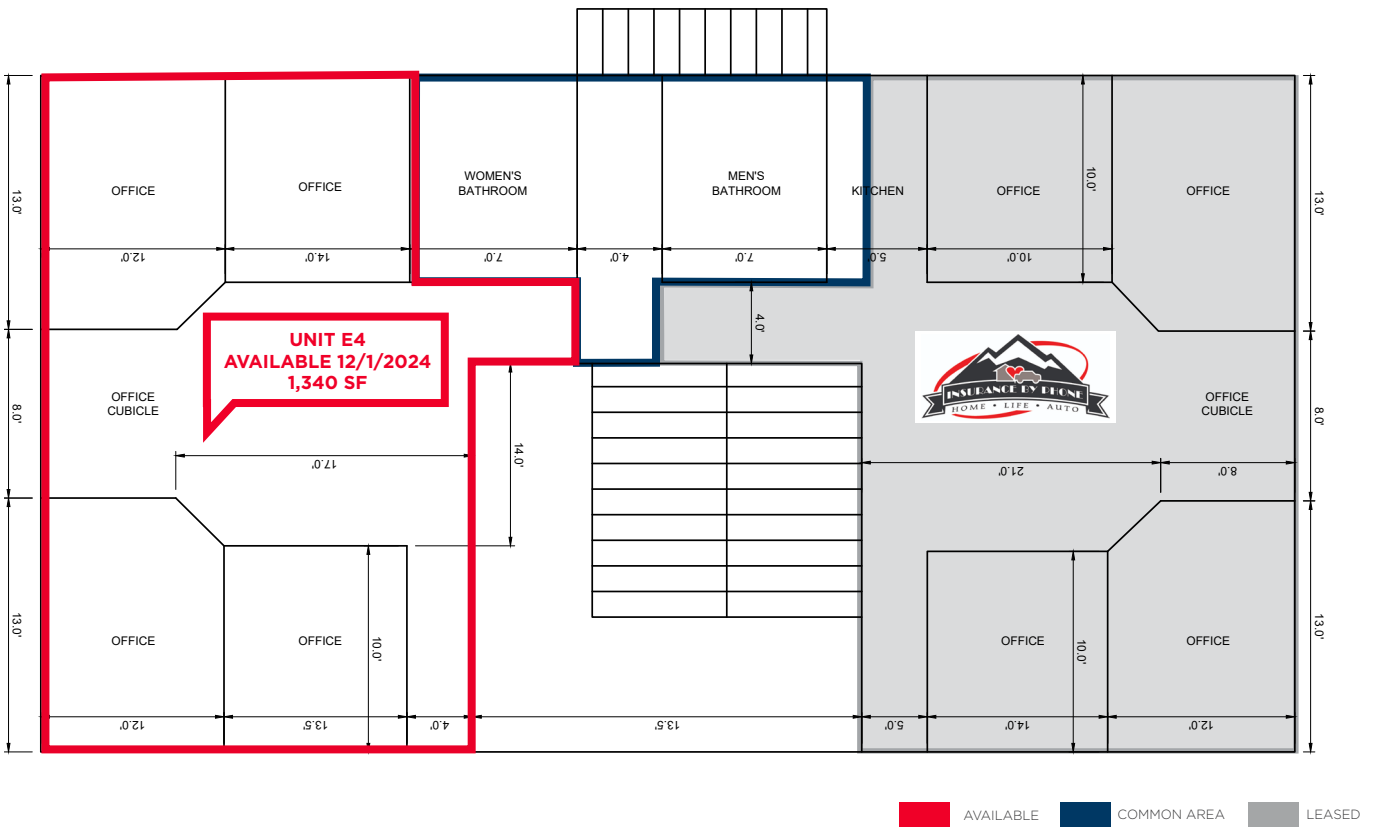 13.0'
OFFICE
OFFICE
WOMEN'S
BATHROOM
MEN'S
BATHROOM
KITCHEN
OFFICE
10.0'
OFFICE
13.0'
12.0'
14.0'
7.0'
4.0'
7.0'
5.0'
10.0'
UNIT E4
AVAILABLE 12/1/2024
1,340 SF
4.0'
INSURANCE BY PHONE
HOME • LIFE • AUTO
8.0'
OFFICE
CUBICLE
OFFICE
CUBICLE
8.0'
17.0'
14.0'
21.0'
8.0'
13.0'
OFFICE
OFFICE
10.0'
OFFICE
10.0'
OFFICE
13.0'
12.0'
13.5'
4.0'
13.5'
5.0'
14.0'
12.0'
AVAILABLE
COMMON AREA
LEASED